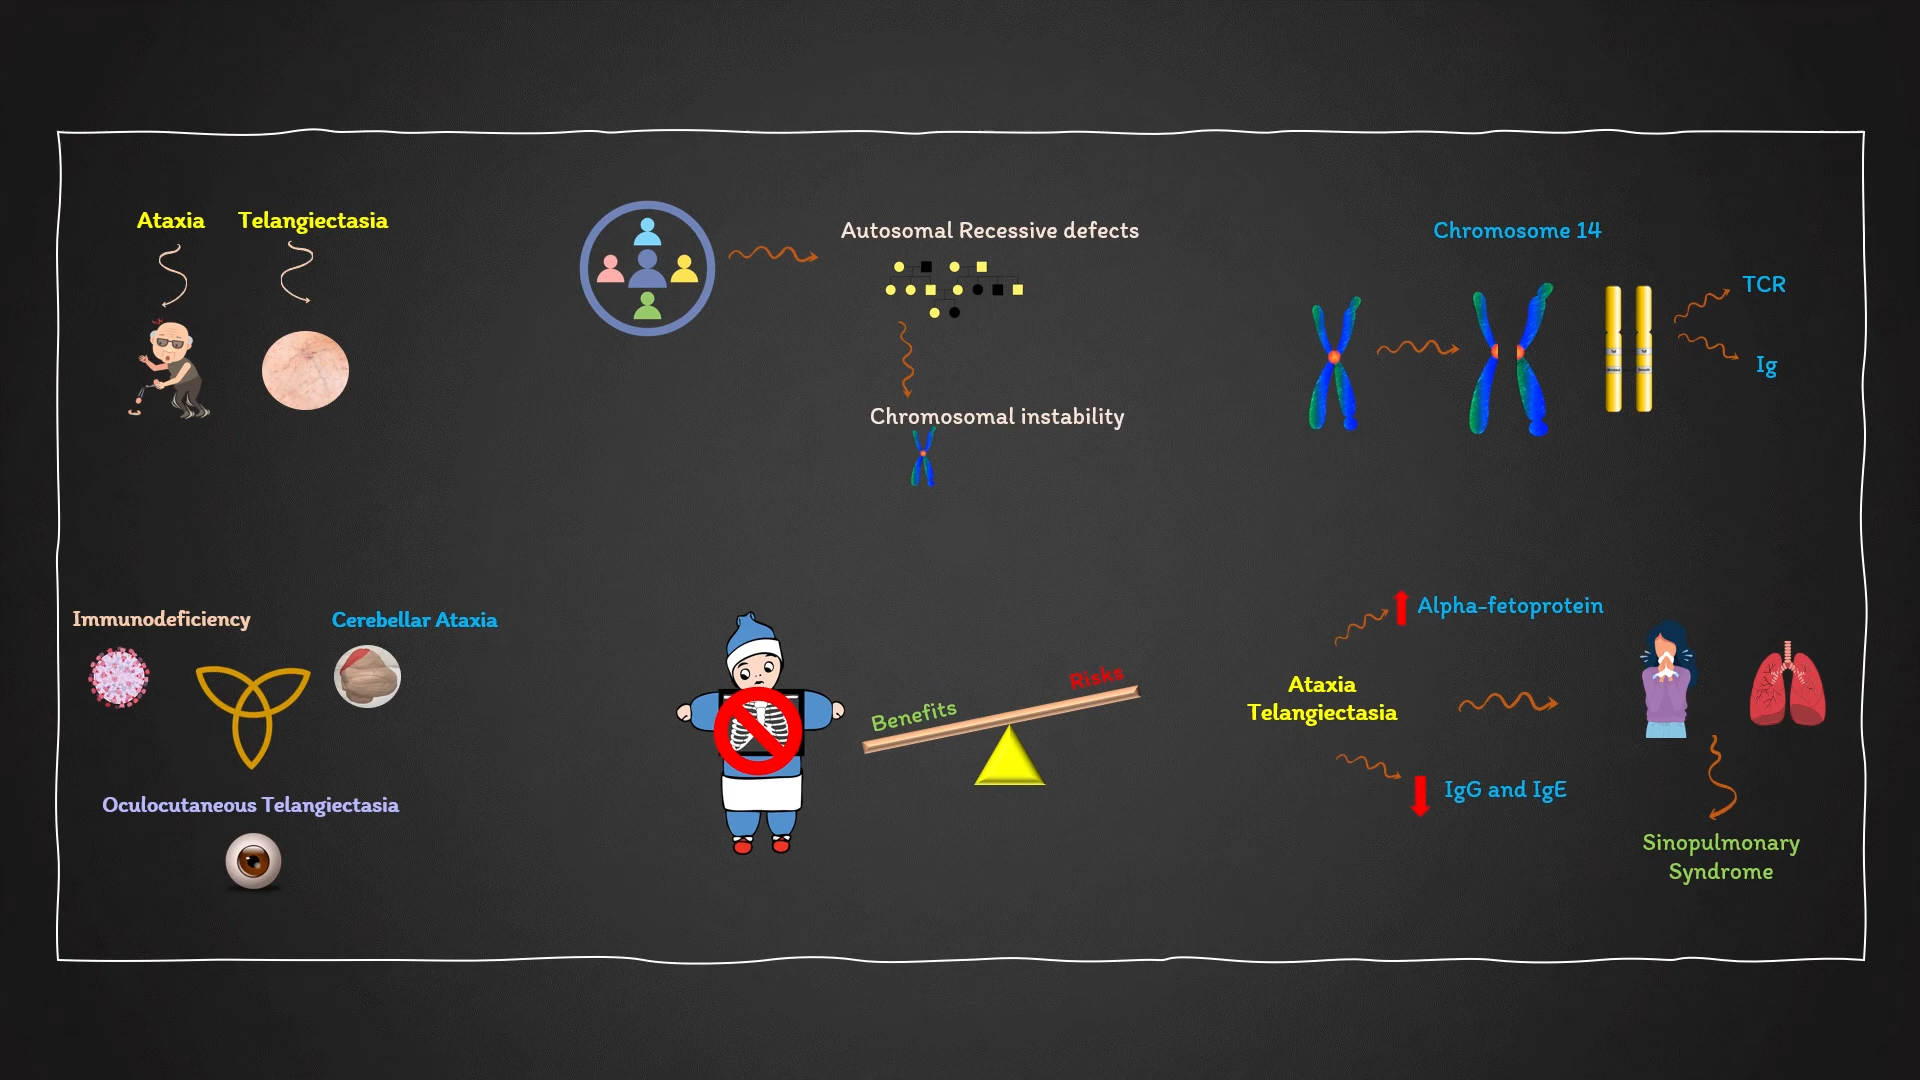 Ataxia
Telangiectasia
Autosomal Recessive defects
Chromosomal instability
Chromosome 14
TCR
Ig
Immunodeficiency
Cerebellar Ataxia
Oculocutaneous Telangiectasia
Benefits
Risks
Alpha-fetoprotein
Ataxia
Telangiectasia
IgG and IgE
Sinopulmonary
Syndrome